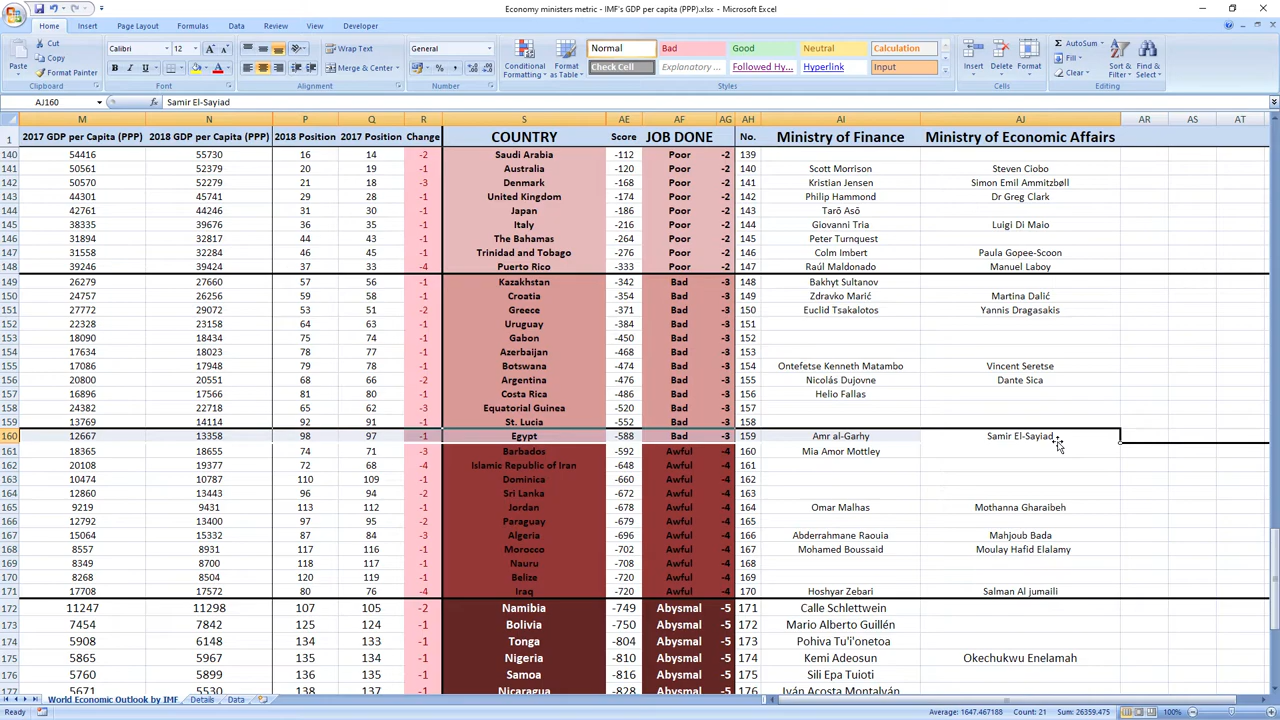 Economy ministers metric - IMF's GDP per capita (PPP).xlsx - Microsoft Excel
Home Insert Page Layout Formulas Data Review View Developer
Paste Cut Copy Format Painter Clipboard
Calibri 12 B I U Font
Wrap Text Merge & Center Alignment
General % , Number
Conditional Formatting Format as Table
Normal Bad Good Neutral Calculation
Check Cell Explanatory ... Followed Hy... Hyperlink Input
Styles
Insert Delete Format Cells
AutoSum Fill Clear Sort & Filter Find & Select Editing
AJ160 Samir El-Sayiad
M N P Q R S AE AF AG AH AI AJ AR AS AT
1 2017 GDP per Capita (PPP) 2018 GDP per Capita (PPP) 2018 Position 2017 Position Change COUNTRY Score JOB DONE No. Ministry of Finance Ministry of Economic Affairs
140 54416 55730 16 14 -2 Saudi Arabia -112 Poor -2 139
141 50561 52379 20 19 -1 Australia -120 Poor -2 140 Scott Morrison Steven Ciobo
142 50570 52279 21 18 -3 Denmark -168 Poor -2 141 Kristian Jensen Simon Emil Ammitzbøll
143 44301 45741 29 28 -1 United Kingdom -174 Poor -2 142 Philip Hammond Dr Greg Clark
144 42761 44246 31 30 -1 Japan -186 Poor -2 143 Tarō Asō
145 38335 39676 36 35 -1 Italy -216 Poor -2 144 Giovanni Tria Luigi Di Maio
146 31894 32817 44 43 -1 The Bahamas -264 Poor -2 145 Peter Turnquest
147 31558 32284 46 45 -1 Trinidad and Tobago -276 Poor -2 146 Colm Imbert Paula Gopee-Scoon
148 39246 39424 37 33 -4 Puerto Rico -333 Poor -2 147 Raúl Maldonado Manuel Laboy
149 26279 27660 57 56 -1 Kazakhstan -342 Bad -3 148 Bakhyt Sultanov
150 24757 26256 59 58 -1 Croatia -354 Bad -3 149 Zdravko Marić Martina Dalić
151 27772 29072 53 51 -2 Greece -371 Bad -3 150 Euclid Tsakalotos Yannis Dragasakis
152 22328 23158 64 63 -1 Uruguay -384 Bad -3 151
153 18090 18434 75 74 -1 Gabon -450 Bad -3 152
154 17634 18023 78 77 -1 Azerbaijan -468 Bad -3 153
155 17086 17948 79 78 -1 Botswana -474 Bad -3 154 Ontefetse Kenneth Matambo Vincent Seretse
156 20800 20551 68 66 -2 Argentina -476 Bad -3 155 Nicolás Dujovne Dante Sica
157 16896 17566 81 80 -1 Costa Rica -486 Bad -3 156 Helio Fallas
158 24382 22718 65 62 -3 Equatorial Guinea -520 Bad -3 157
159 13769 14114 92 91 -1 St. Lucia -552 Bad -3 158
160 12667 13358 98 97 -1 Egypt -588 Bad -3 159 Amr al-Garhy Samir El-Sayiad
161 18365 18655 74 71 -3 Barbados -592 Awful -4 160 Mia Amor Mottley
162 20108 19377 72 68 -4 Islamic Republic of Iran -648 Awful -4 161
163 10474 10787 110 109 -1 Dominica -660 Awful -4 162
164 12860 13443 96 94 -2 Sri Lanka -672 Awful -4 163
165 9219 9431 113 112 -1 Jordan -678 Awful -4 164 Omar Malhas Mothanna Gharaibeh
166 12792 13400 97 95 -2 Paraguay -679 Awful -4 165
167 15064 15332 87 84 -3 Algeria -696 Awful -4 166 Abderrahmane Raouia Mahjoub Bada
168 8557 8931 117 116 -1 Morocco -702 Awful -4 167 Mohamed Boussaid Moulay Hafid Elalamy
169 8349 8700 118 117 -1 Nauru -708 Awful -4 168
170 8268 8504 120 119 -1 Belize -720 Awful -4 169
171 17708 17572 80 76 -4 Iraq -720 Awful -4 170 Hoshyar Zebari Salman Al jumaili
172 11247 11298 107 105 -2 Namibia -749 Abysmal -5 171 Calle Schlettwein
173 7454 7842 125 124 -1 Bolivia -750 Abysmal -5 172 Mario Alberto Guillén
174 5908 6148 134 133 -1 Tonga -804 Abysmal -5 173 Pohiva Tu'i'onetoa
175 5865 5967 135 134 -1 Nigeria -810 Abysmal -5 174 Kemi Adeosun Okechukwu Enelamah
176 5760 5899 136 135 -1 Samoa -816 Abysmal -5 175 Sili Epa Tuioti
177 5671 5530 138 137 -1 Nicaragua -828 Abysmal -5 176 Iván Acosta Montalván
World Economic Outlook by IMF Details Data
Ready Average: 1647.467188 Count: 21 Sum: 26359.475 100%